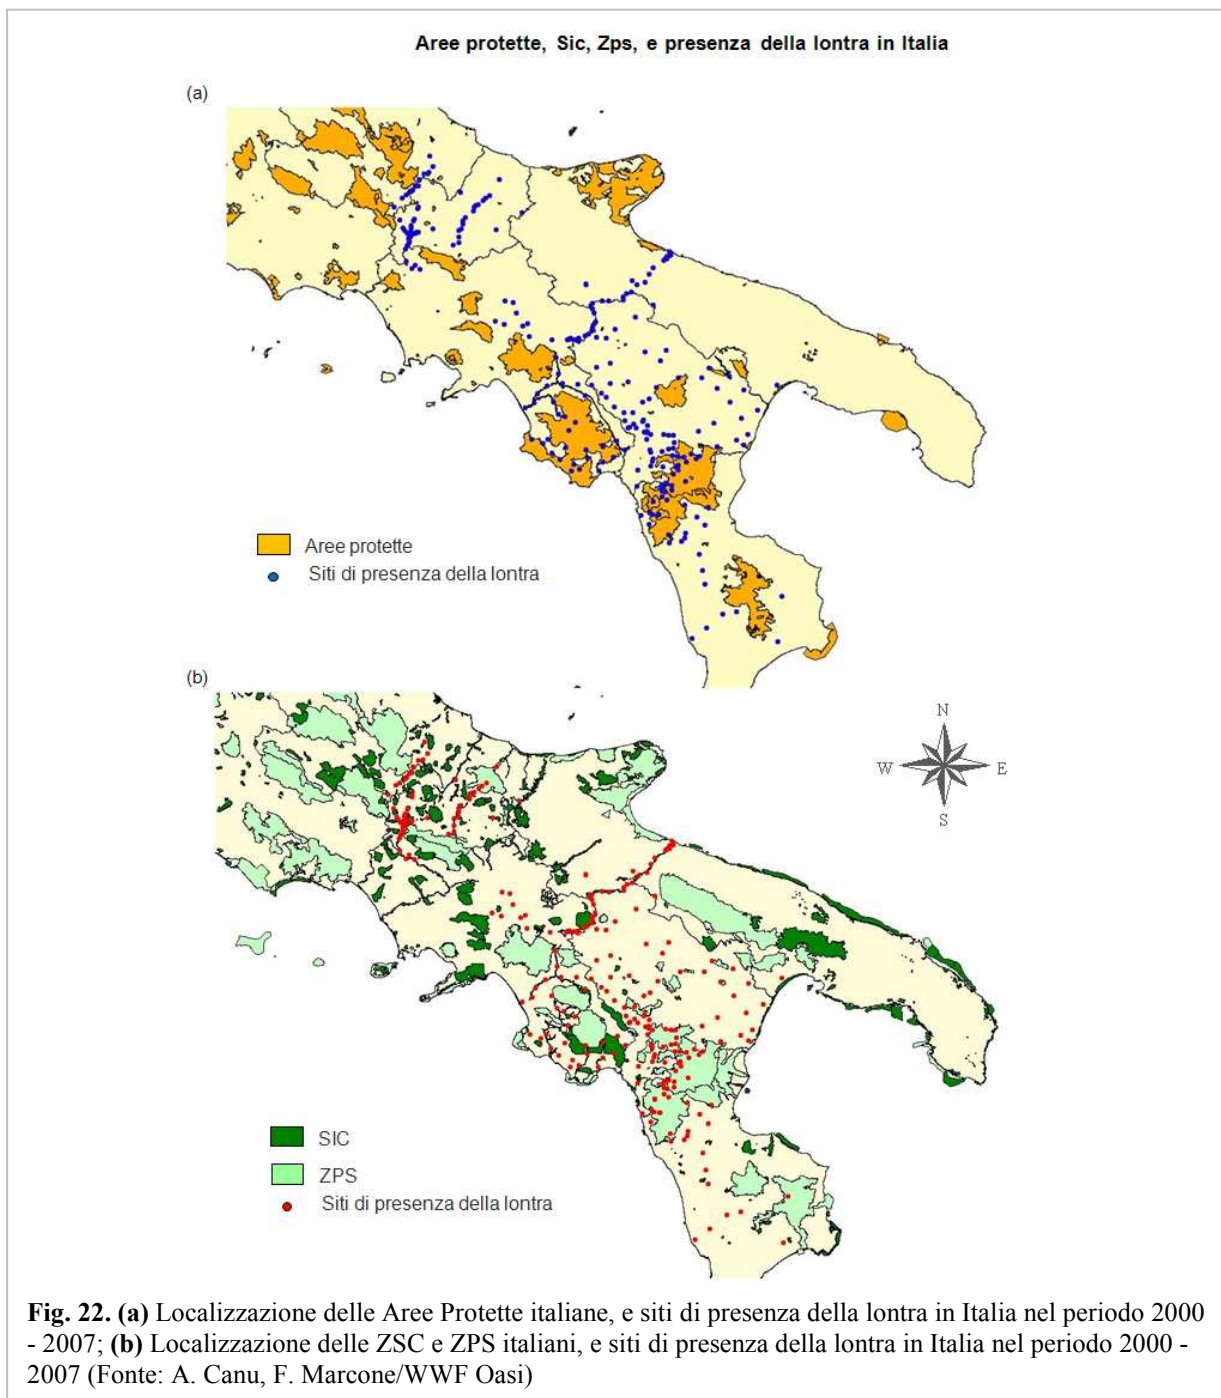 Aree protette, Sic, Zps, e presenza della lontra in Italia
(a)
Aree protette
Siti di presenza della lontra
(b)
N
W
E
S
SIC
ZPS
Siti di presenza della lontra
Fig. 22. (a) Localizzazione delle Aree Protette italiane, e siti di presenza della lontra in Italia nel periodo 2000
- 2007; (b) Localizzazione delle ZSC e ZPS italiani, e siti di presenza della lontra in Italia nel periodo 2000 -
2007 (Fonte: A. Canu, F. Marcone/WWF Oasi)